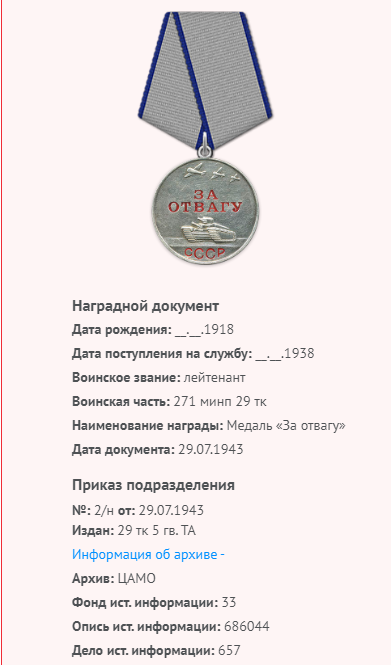 ЗА
ОТВАГУ
СССР
Наградной документ
Дата рождения: __.__.1918
Дата поступления на службу: __.__.1938
Воинское звание: лейтенант
Воинская часть: 271 минп 29 тк
Наименование награды: Медаль «За отвагу»
Дата документа: 29.07.1943
Приказ подразделения
№: 2/н от: 29.07.1943
Издан: 29 тк 5 гв. ТА
Информация об архиве -
Архив: ЦАМО
Фонд ист. информации: 33
Опись ист. информации: 686044
Дело ист. информации: 657